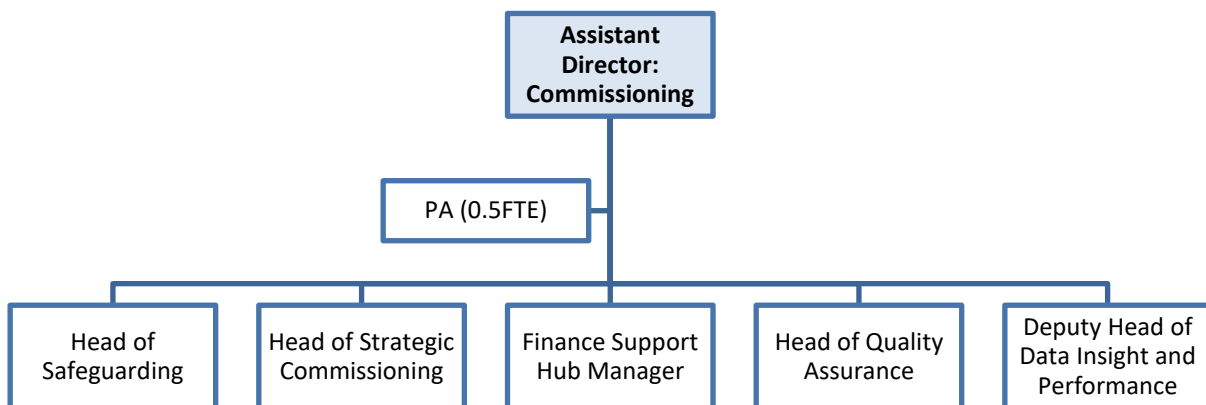 Assistant
Director:
Commissioning
PA (0.5FTE)
Head of
Safeguarding
Head of Strategic
Commissioning
Finance Support
Hub Manager
Head of Quality
Assurance
Deputy Head of
Data Insight and
Performance